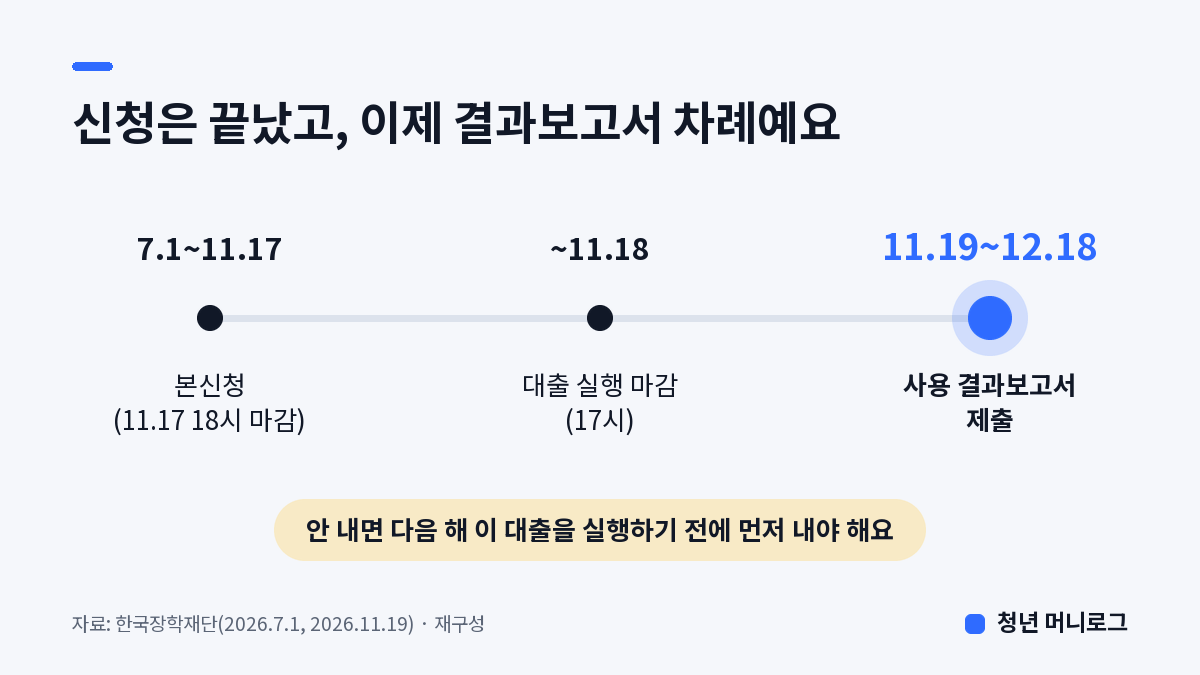 신청은 끝났고, 이제 결과보고서 차례예요
7.1~11.17
~11.18
11.19~12.18
본신청
(11.17 18시 마감)
대출 실행 마감
(17시)
사용 결과보고서
제출
안 내면 다음 해 이 대출을 실행하기 전에 먼저 내야 해요
자료: 한국장학재단(2026.7.1, 2026.11.19) · 재구성
청년 머니로그